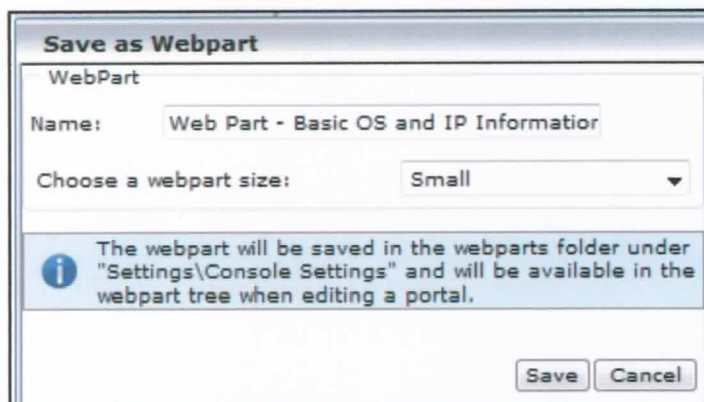 Save as Webpart
WebPart
Name: Web Part - Basic OS and IP Information
Choose a webpart size: Small
The webpart will be saved in the webparts folder under
"Settings\Console Settings" and will be available in the
webpart tree when editing a portal.
Save Cancel